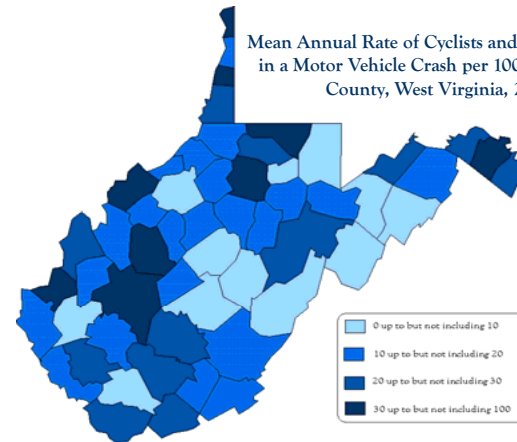 Mean Annual Rate of Cyclists and
in a Motor Vehicle Crash per 100
County, West Virginia,
0 up to but not including 10
10 up to but not including 20
20 up to but not including 30
30 up to but not including 100